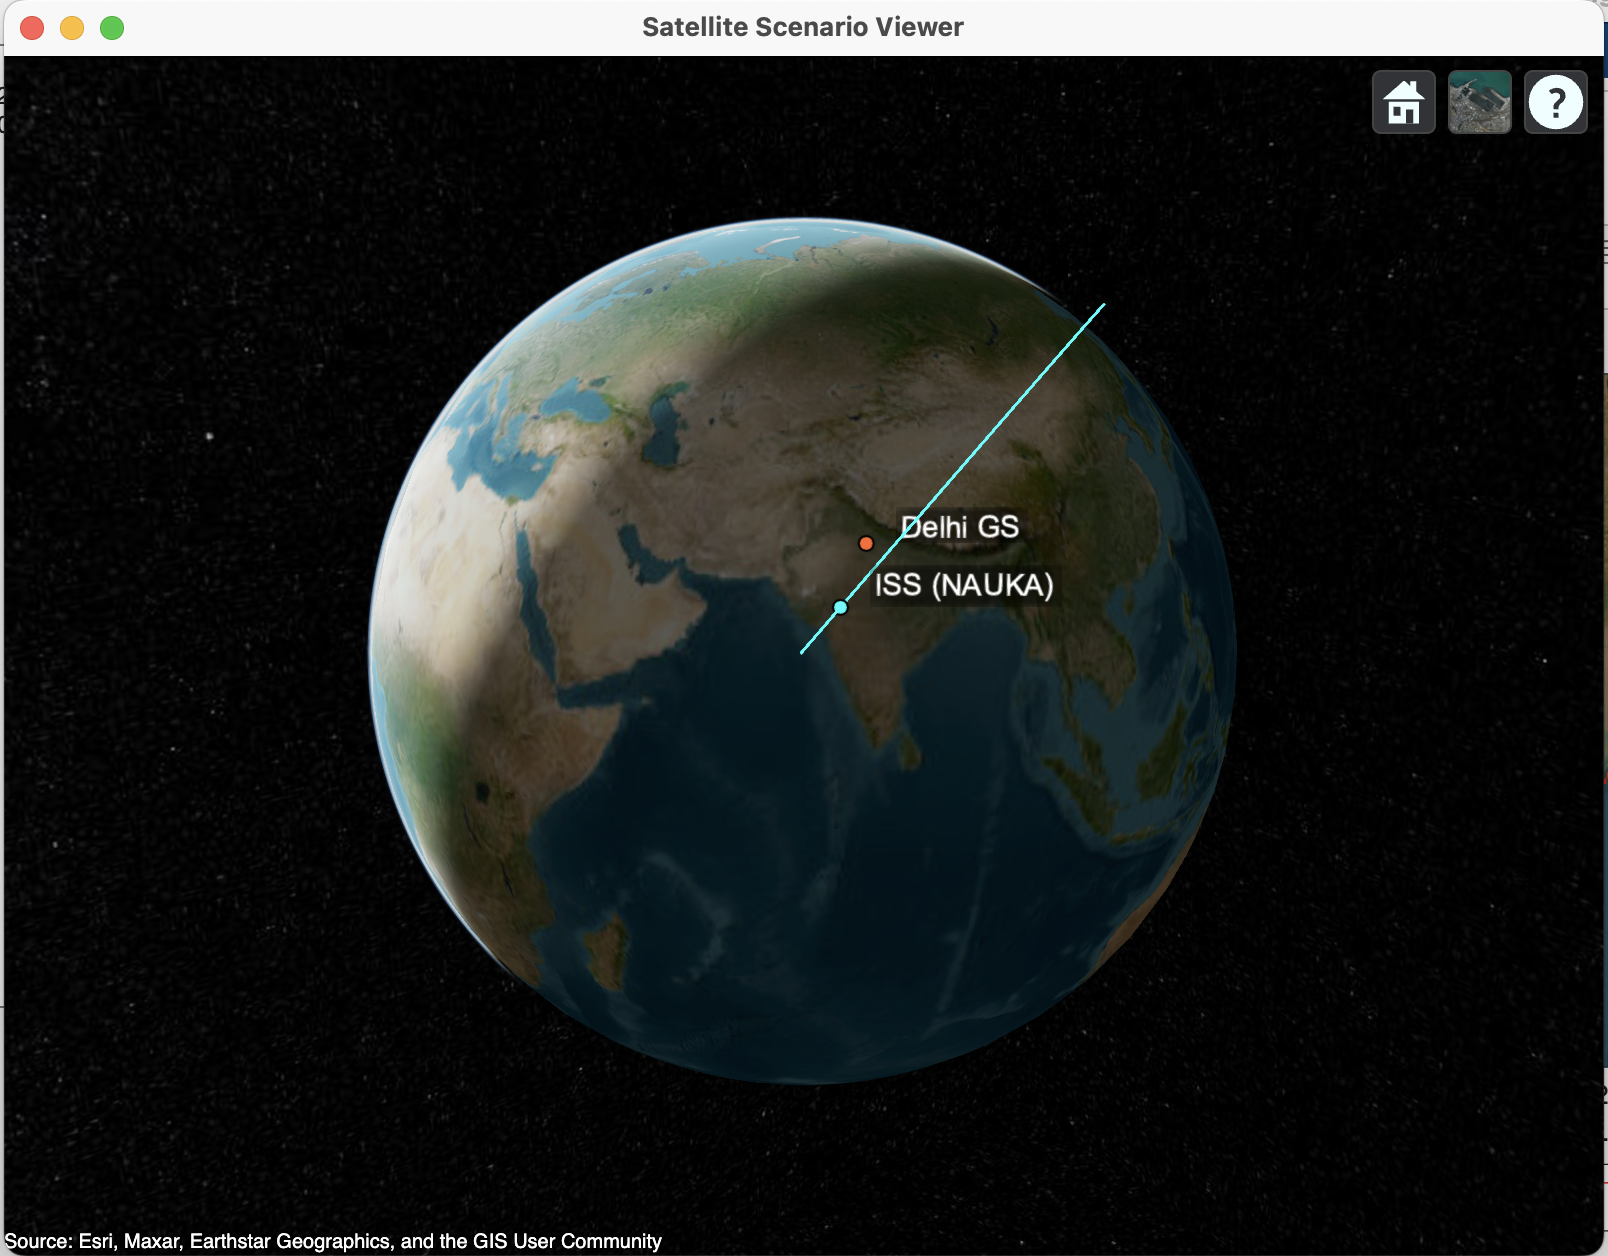 Satellite Scenario Viewer
?
Delhi GS
ISS (NAUKA)
Source: Esri, Maxar, Earthstar Geographics, and the GIS User Community